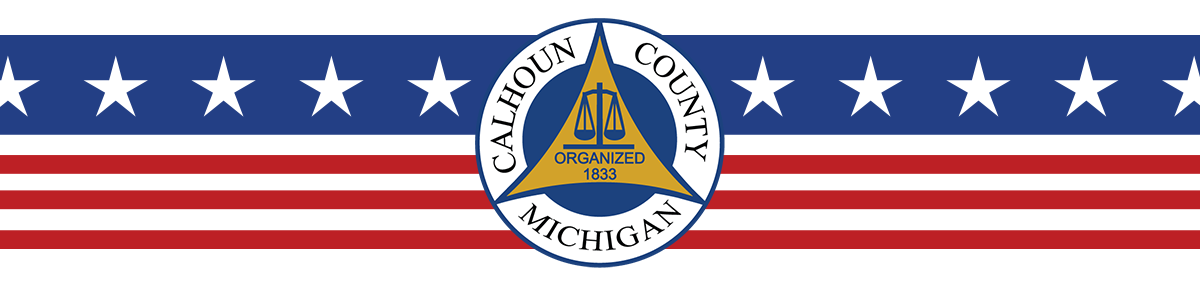 CALHOUN
COUNTY
MICHIGAN
ORGANIZED
1833